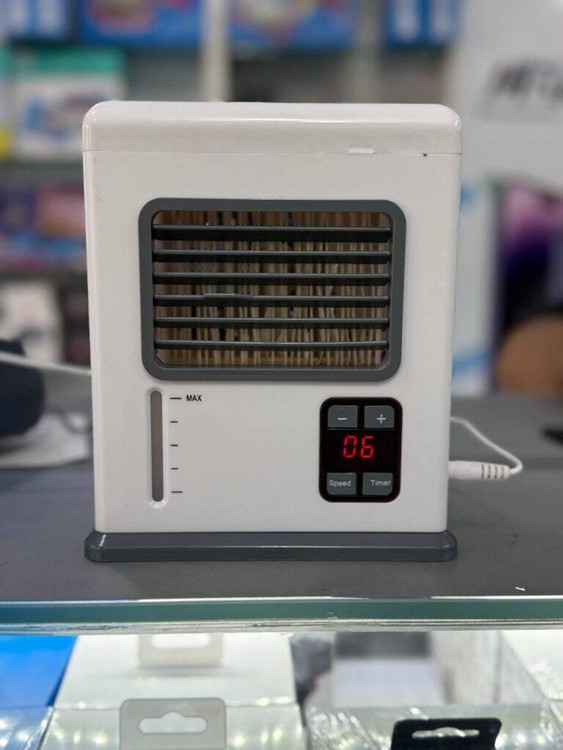 MAX
− +
06
Speed Timer